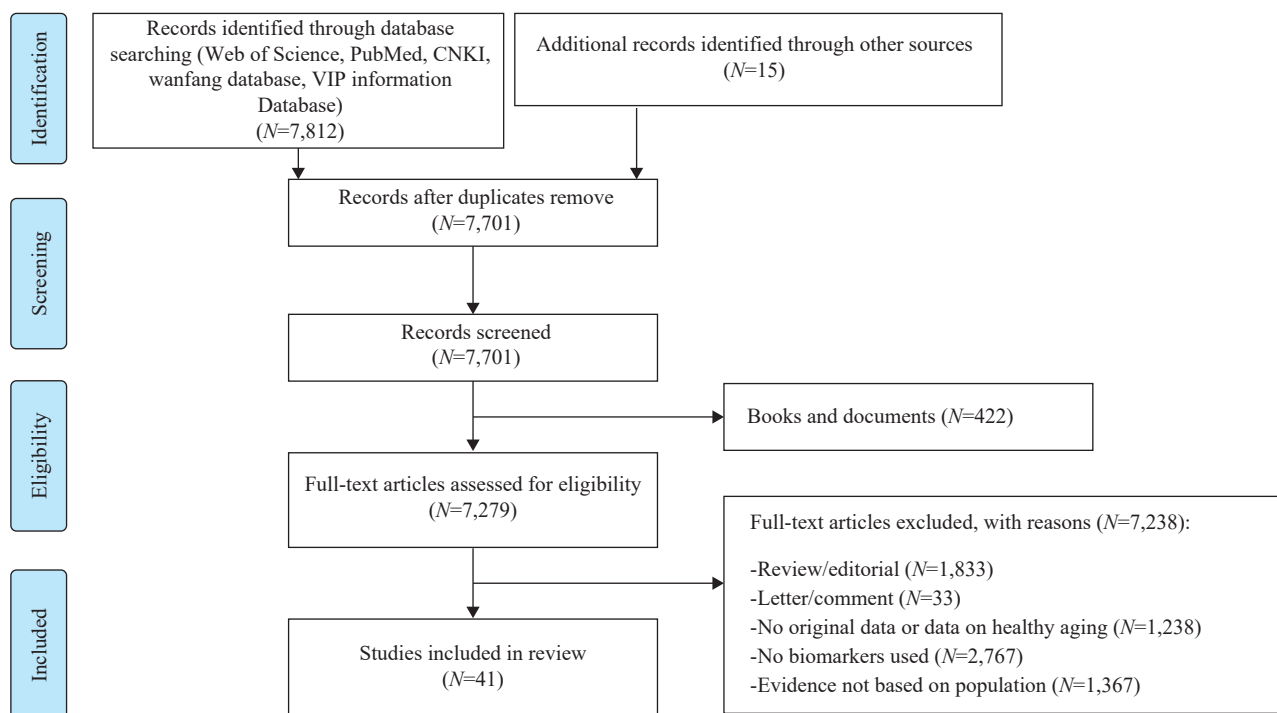 Identification
Records identified through database
searching (Web of Science, PubMed, CNKI,
wanfang database, VIP information
Database)
(N=7,812)
Additional records identified through other sources
(N=15)
Screening
Records after duplicates remove
(N=7,701)
Records screened
(N=7,701)
Eligibility
Books and documents (N=422)
Full-text articles assessed for eligibility
(N=7,279)
Full-text articles excluded, with reasons (N=7,238):
-Review/editorial (N=1,833)
-Letter/comment (N=33)
-No original data or data on healthy aging (N=1,238)
-No biomarkers used (N=2,767)
-Evidence not based on population (N=1,367)
Included
Studies included in review
(N=41)